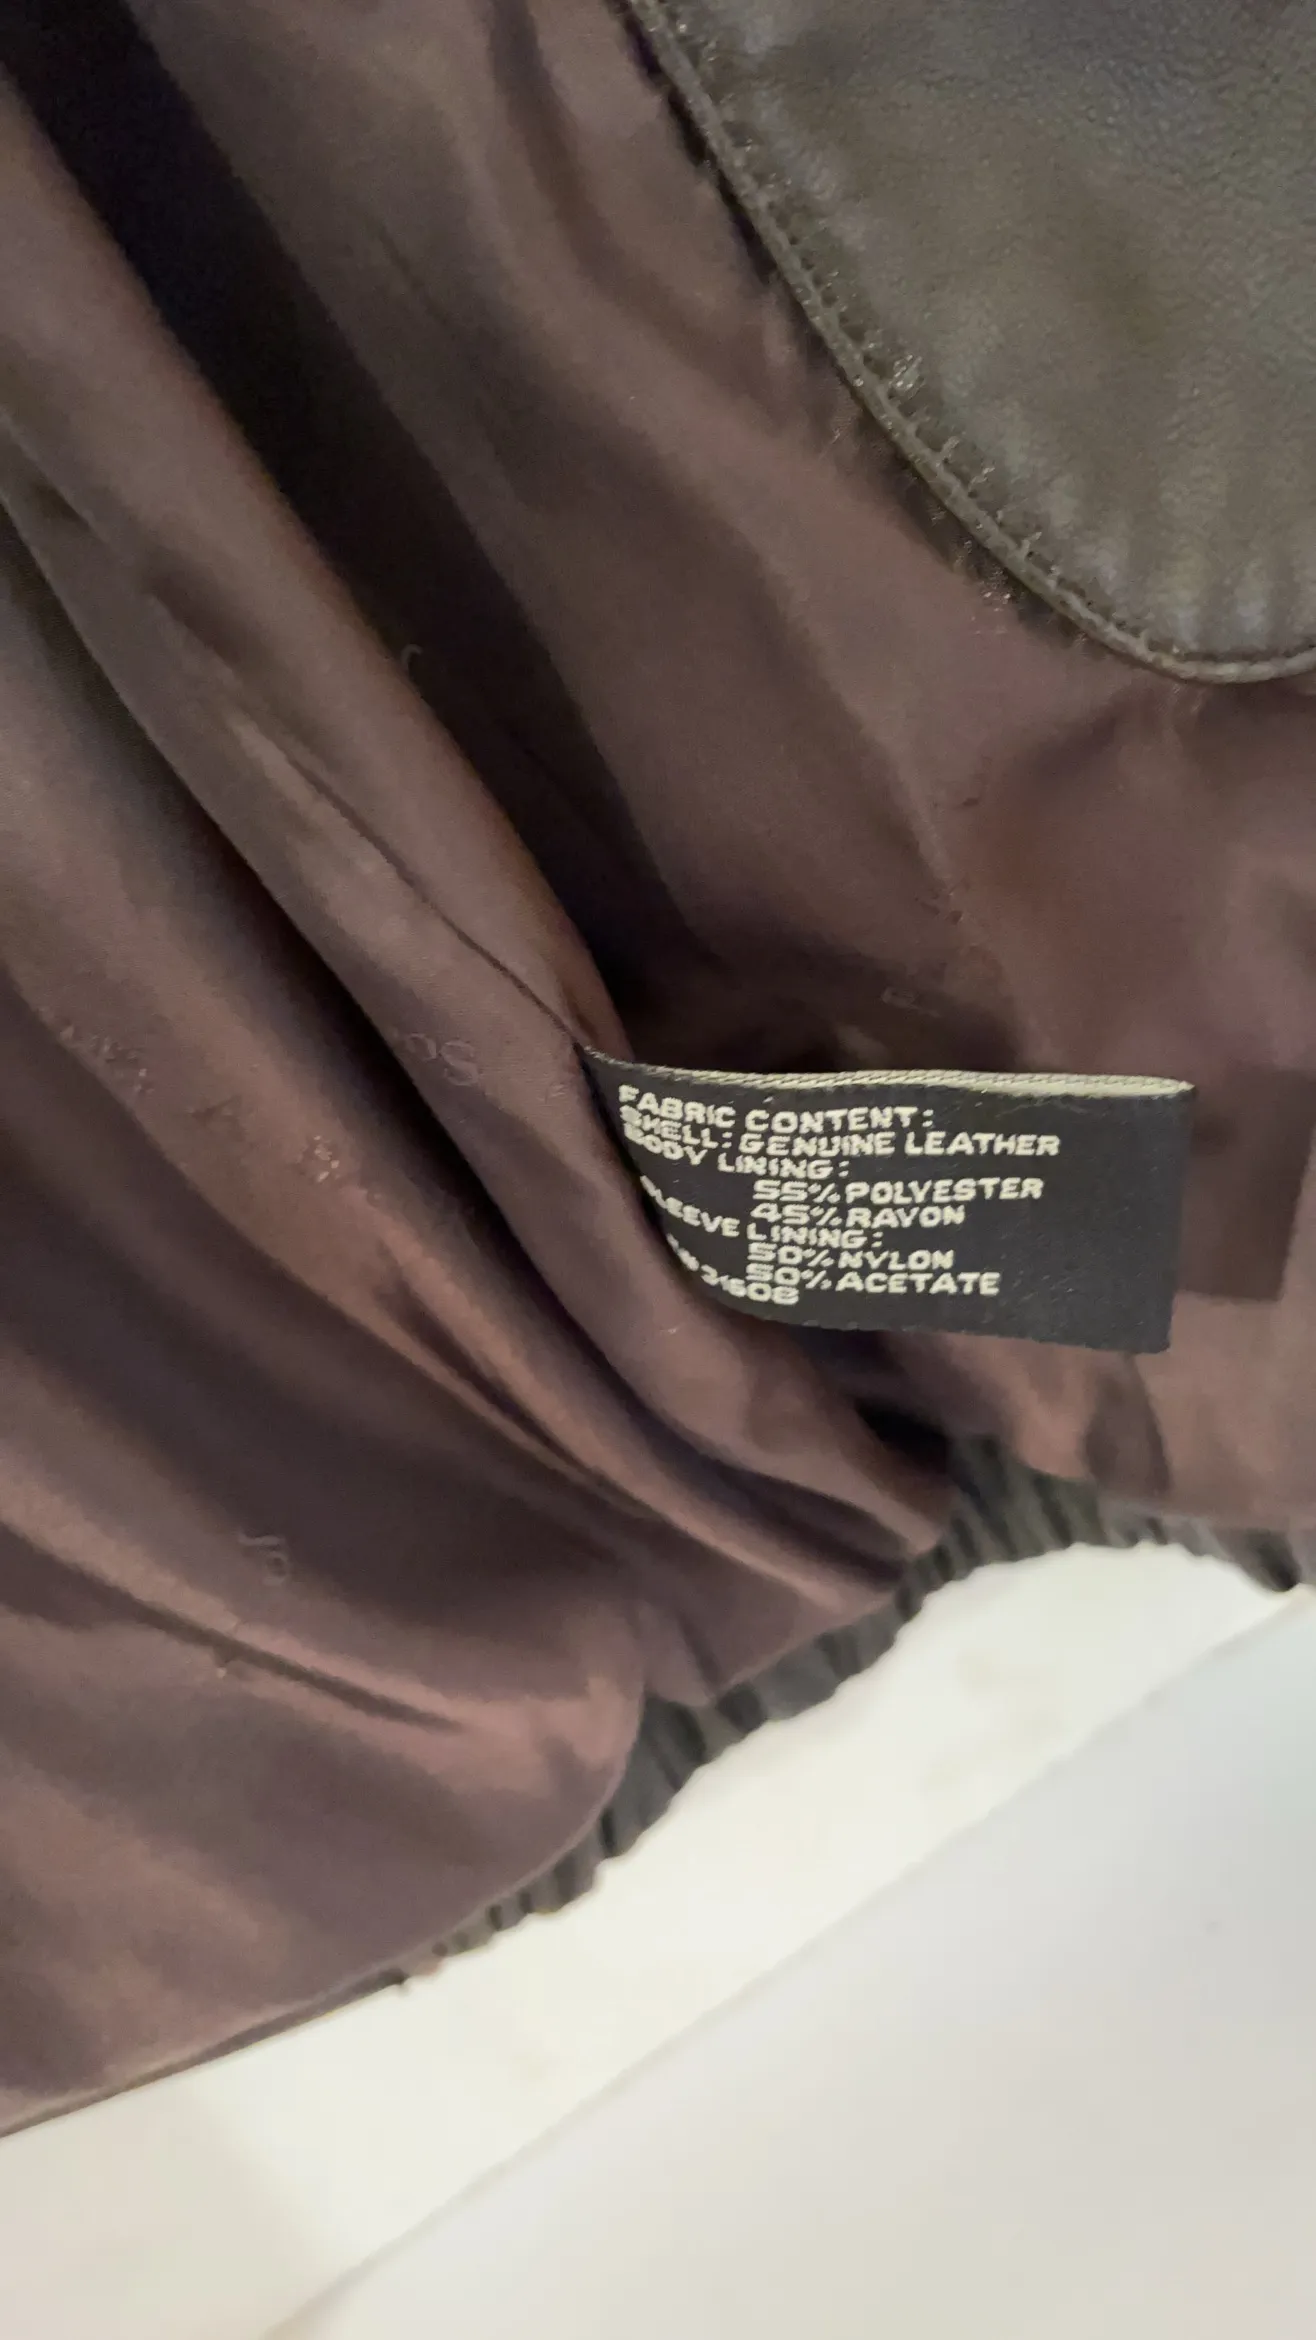 FABRIC CONTENT:
SHELL: GENUINE LEATHER
BODY LINING:
55% POLYESTER
45% RAYON
SLEEVE LINING:
50% NYLON
50% ACETATE